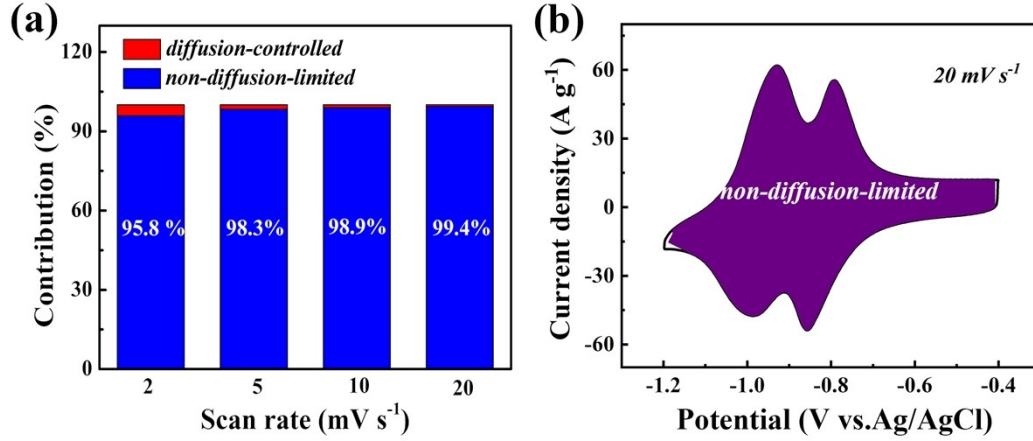 (a)
120
90
60
30
0
Contribution (%)
diffusion-controlled
non-diffusion-limited
95.8 %
98.3%
98.9%
99.4%
2
5
10
20
Scan rate (mV s⁻¹)
(b)
60
30
0
-30
-60
Current density (A g⁻¹)
20 mV s⁻¹
non-diffusion-limited
-1.2
-1.0
-0.8
-0.6
-0.4
Potential (V vs.Ag/AgCl)